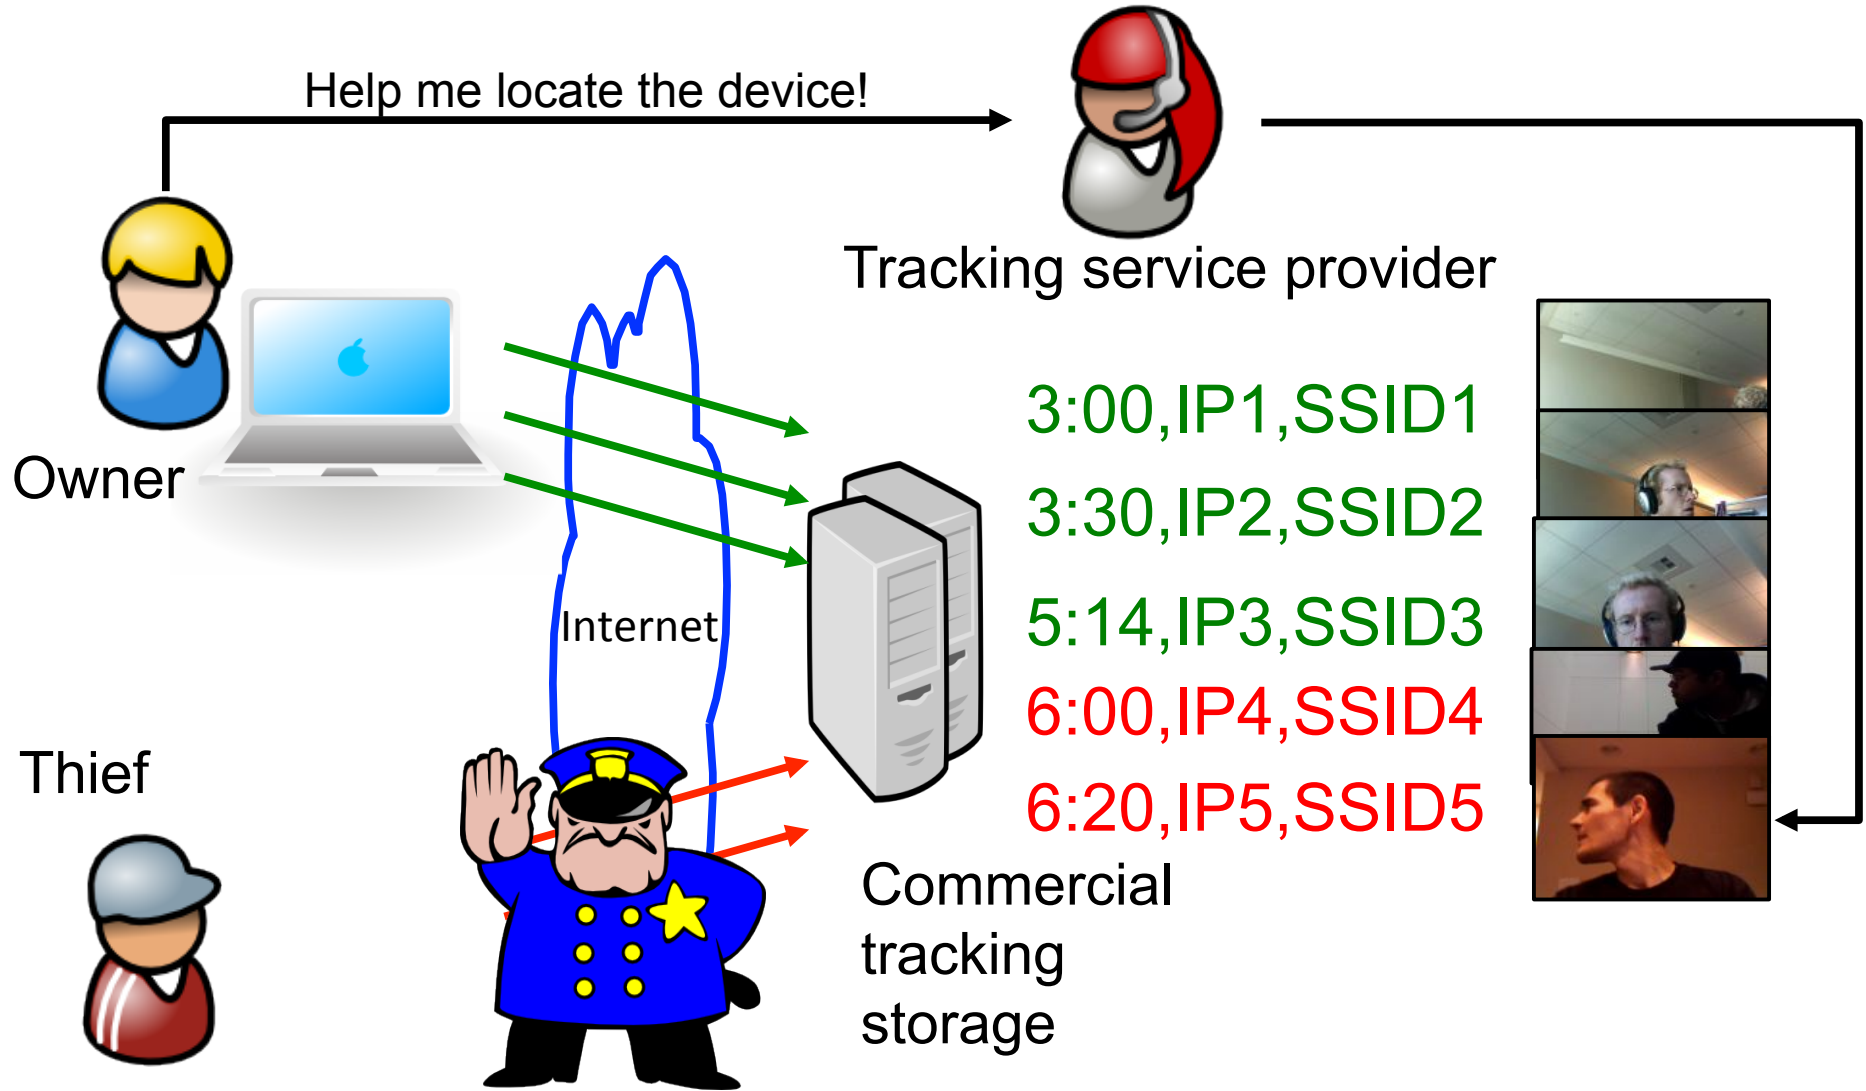 Help me locate the device!
Tracking service provider
Owner
3:00,IP1,SSID1
3:30,IP2,SSID2
Internet
5:14,IP3,SSID3
6:00,IP4,SSID4
Thief
6:20,IP5,SSID5
Commercial
tracking
storage